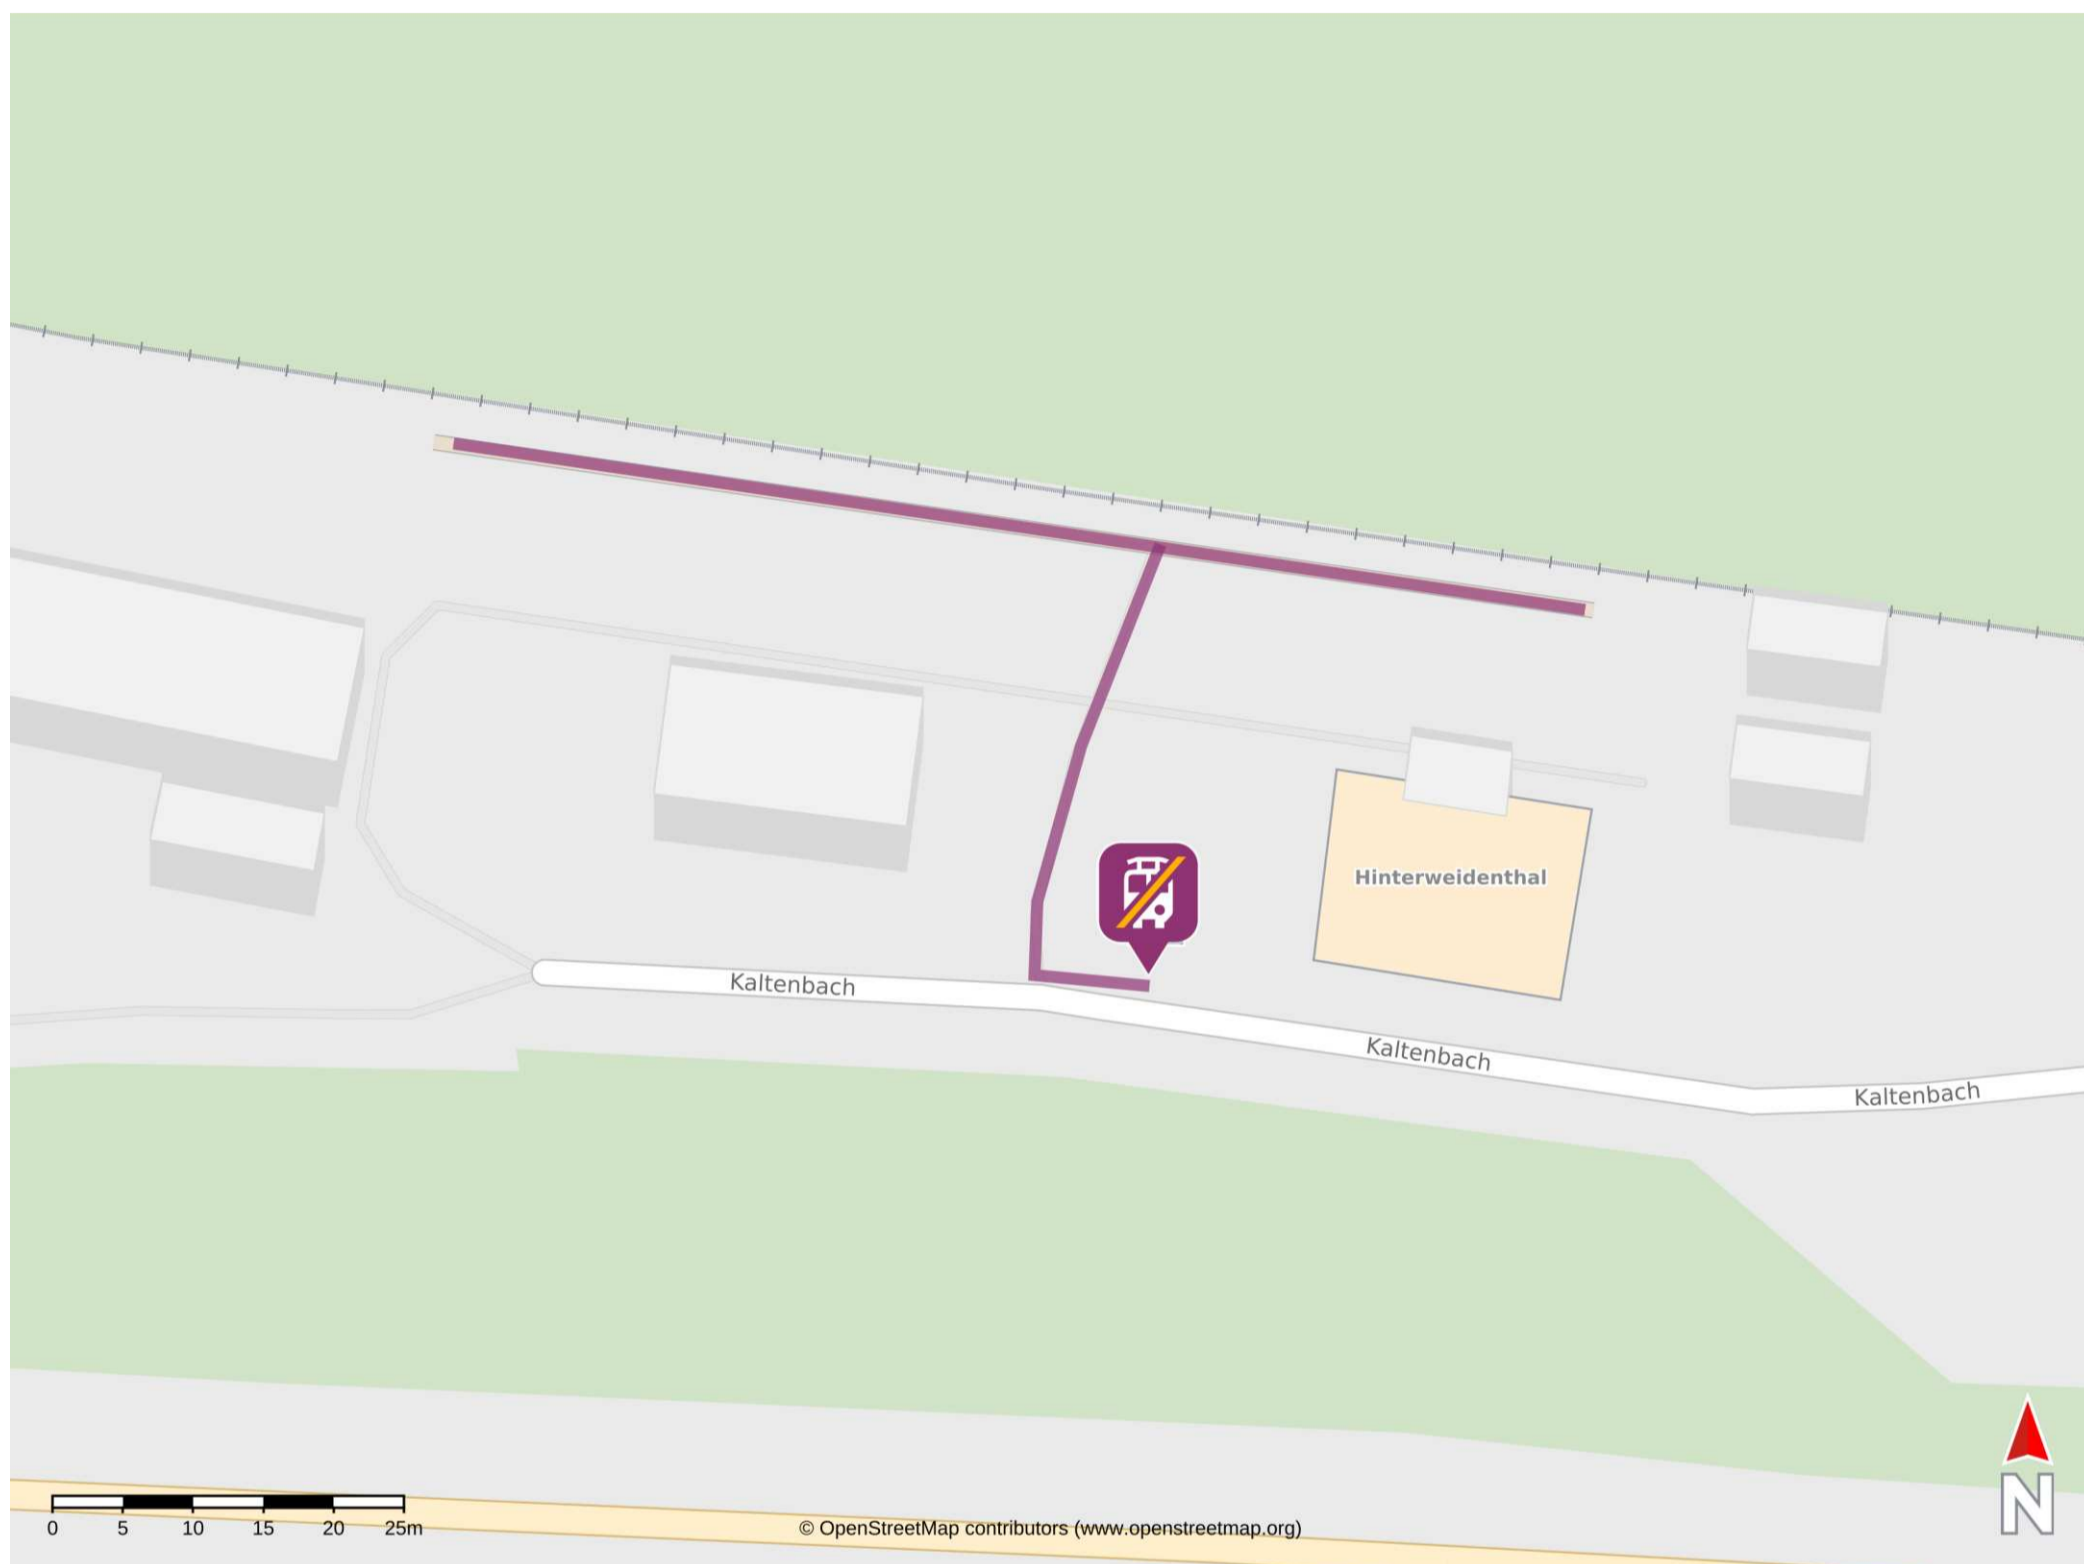 Hinterweidenthal
Kaltenbach
Kaltenbach
Kaltenbach
0 5 10 15 20 25m
© OpenStreetMap contributors (www.openstreetmap.org)
N